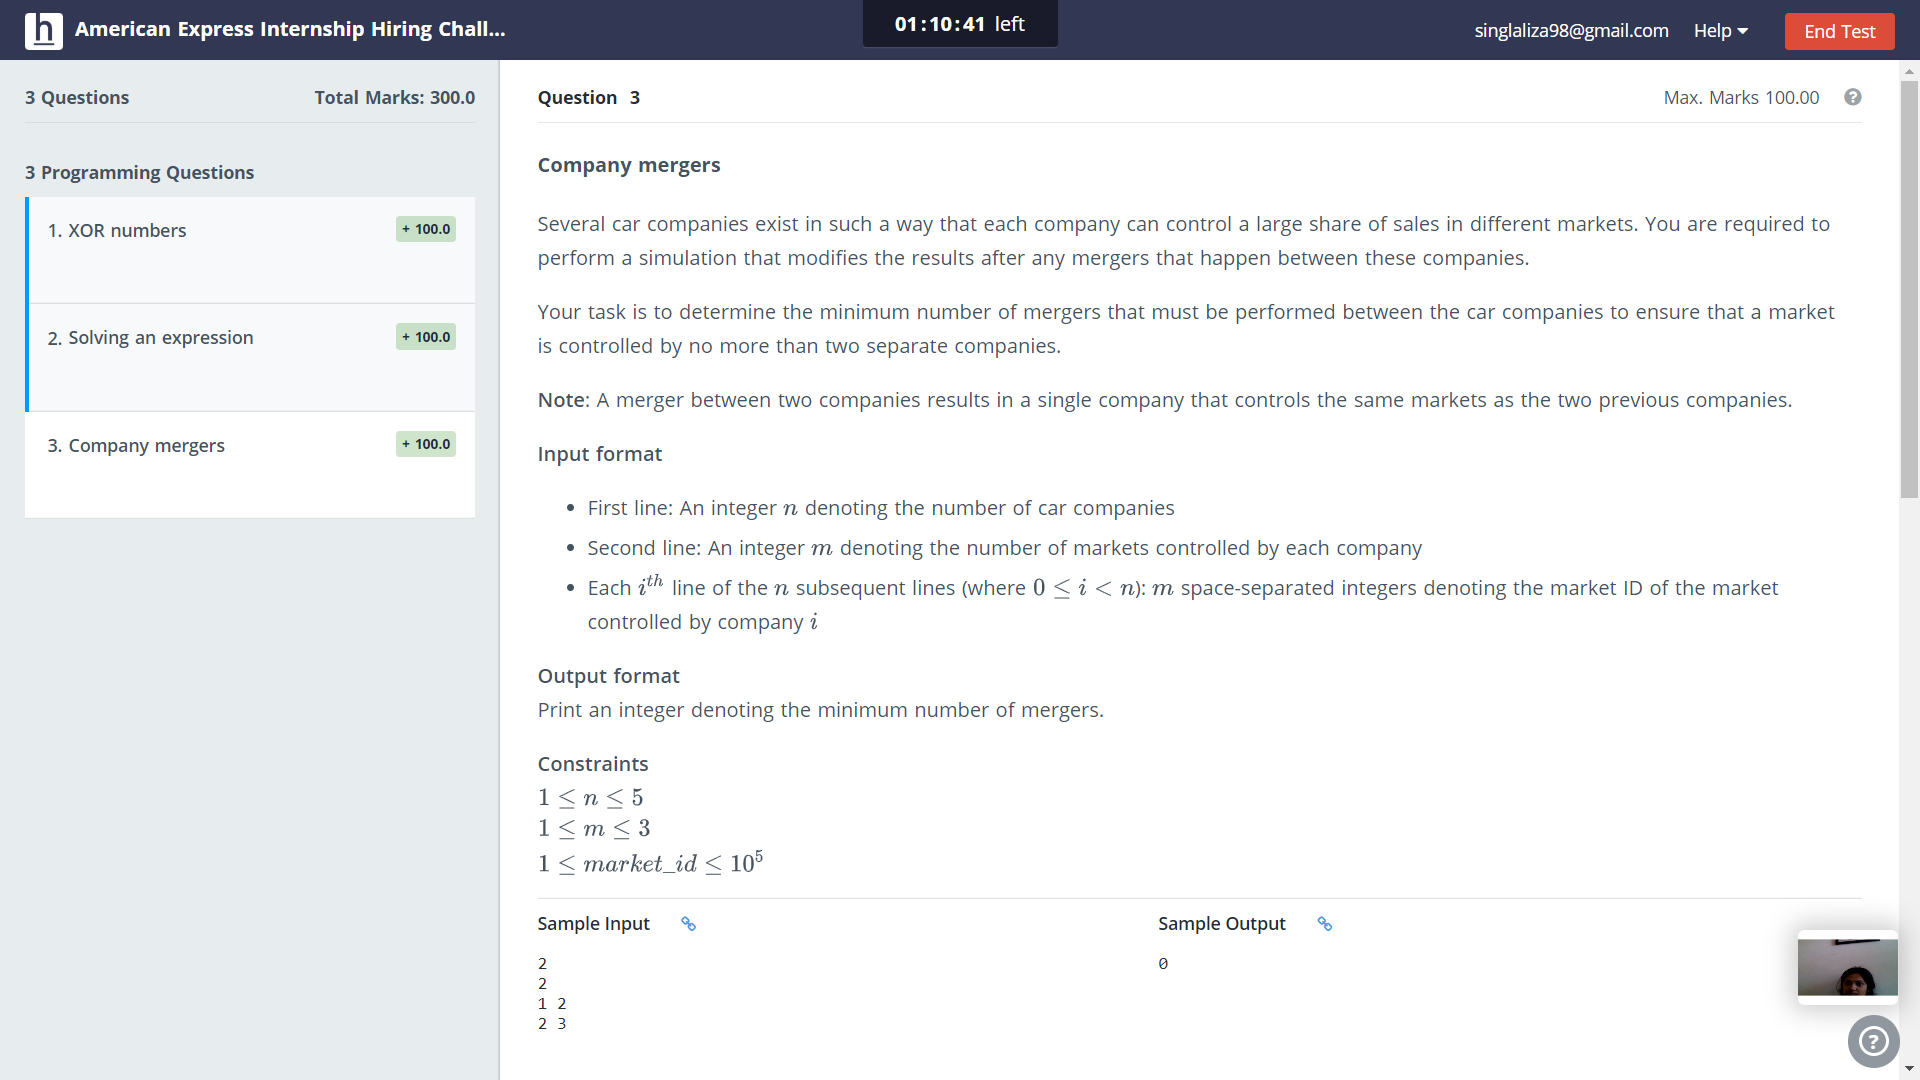 h American Express Internship Hiring Chall...
01:10:41 left
singlaliza98@gmail.com Help End Test
3 Questions Total Marks: 300.0
3 Programming Questions
1. XOR numbers + 100.0
2. Solving an expression + 100.0
3. Company mergers + 100.0
Question 3 Max. Marks 100.00 ?
Company mergers
Several car companies exist in such a way that each company can control a large share of sales in different markets. You are required to
perform a simulation that modifies the results after any mergers that happen between these companies.
Your task is to determine the minimum number of mergers that must be performed between the car companies to ensure that a market
is controlled by no more than two separate companies.
Note: A merger between two companies results in a single company that controls the same markets as the two previous companies.
Input format
• First line: An integer n denoting the number of car companies
• Second line: An integer m denoting the number of markets controlled by each company
• Each i^th line of the n subsequent lines (where 0 ≤ i < n): m space-separated integers denoting the market ID of the market
controlled by company i
Output format
Print an integer denoting the minimum number of mergers.
Constraints
1 ≤ n ≤ 5
1 ≤ m ≤ 3
1 ≤ market_id ≤ 10^5
Sample Input Sample Output
2 0
2
1 2
2 3
?